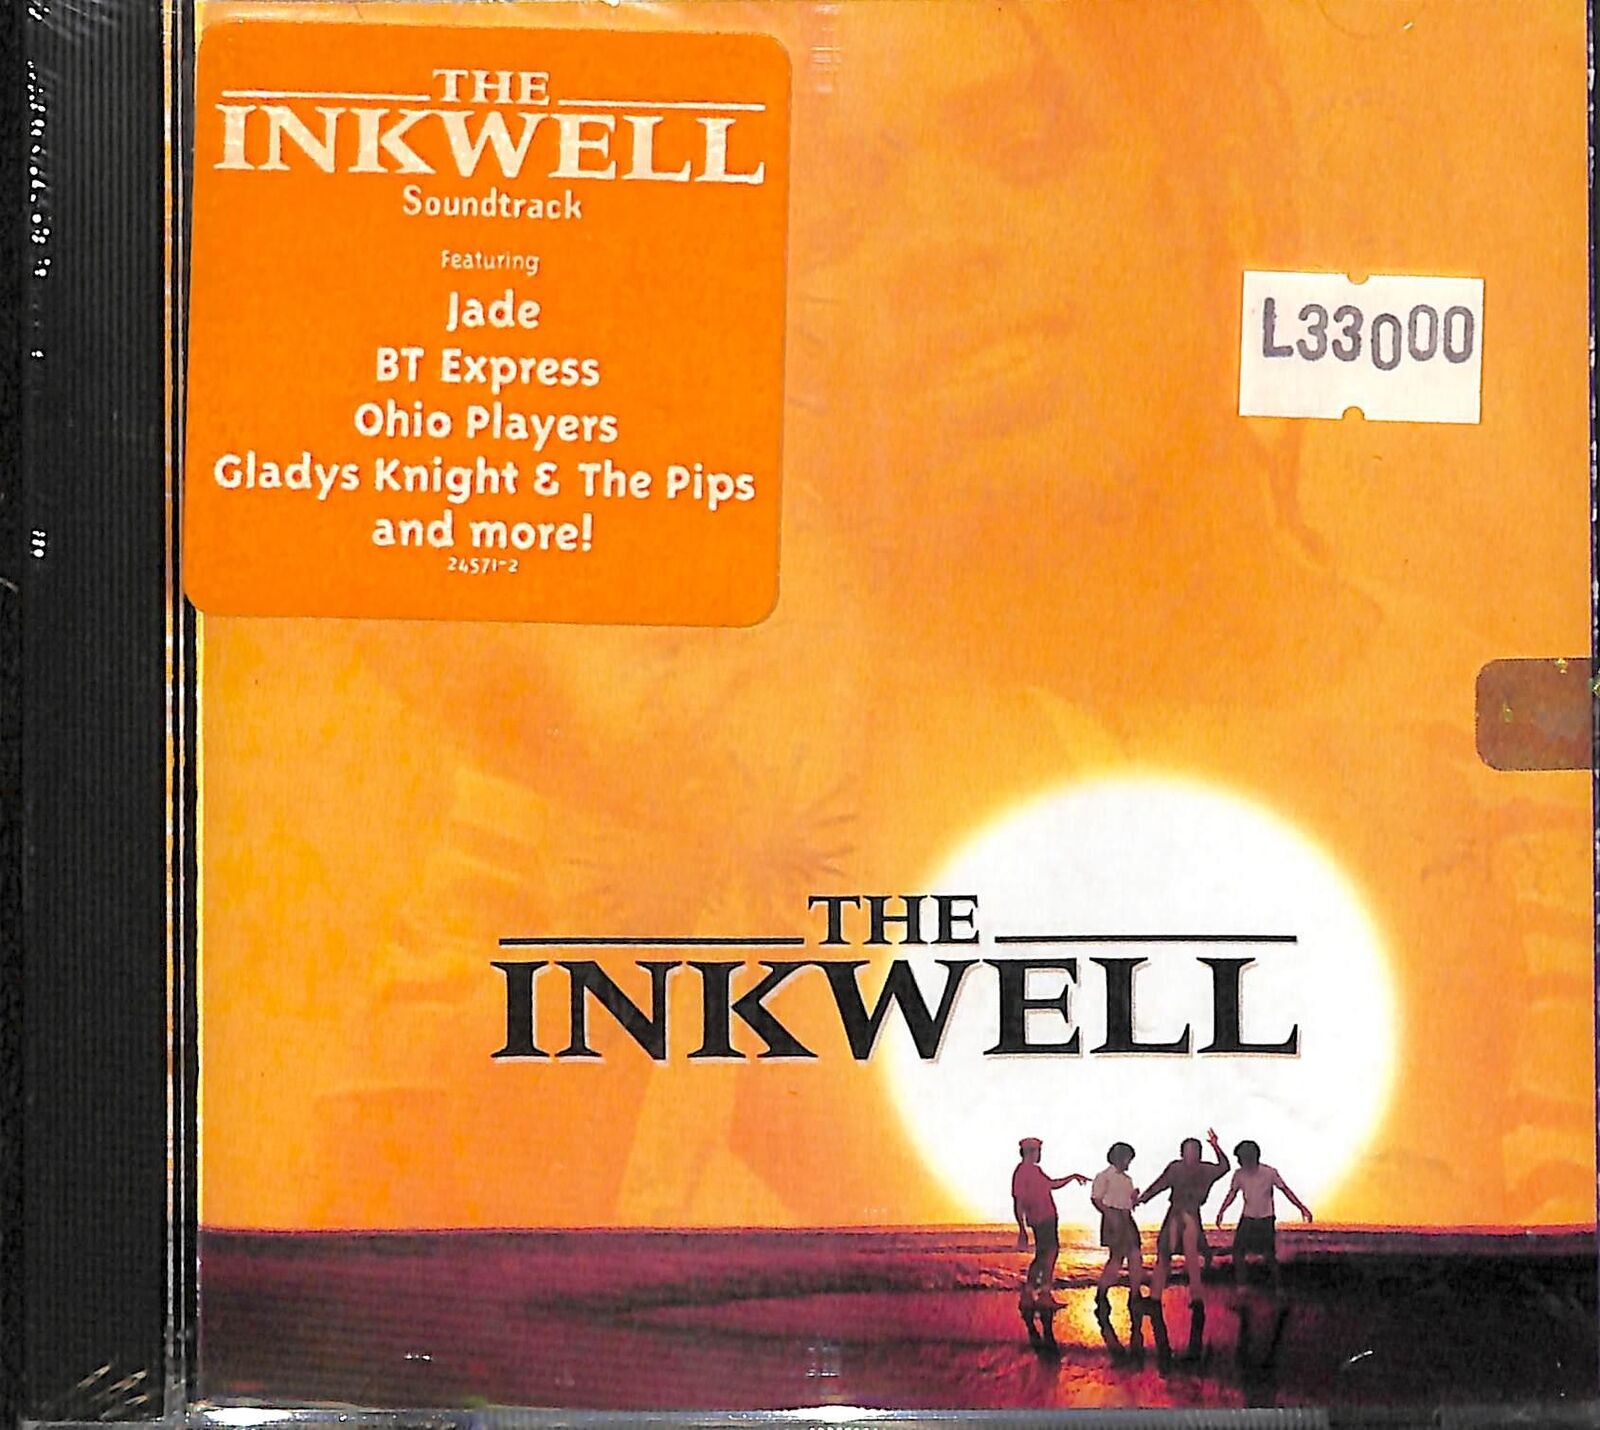 THE
INKWELL
Soundtrack
Featuring
Jade
BT Express
Ohio Players
Gladys Knight & The Pips
and more!
24571-2
L33000
THE
INKWELL